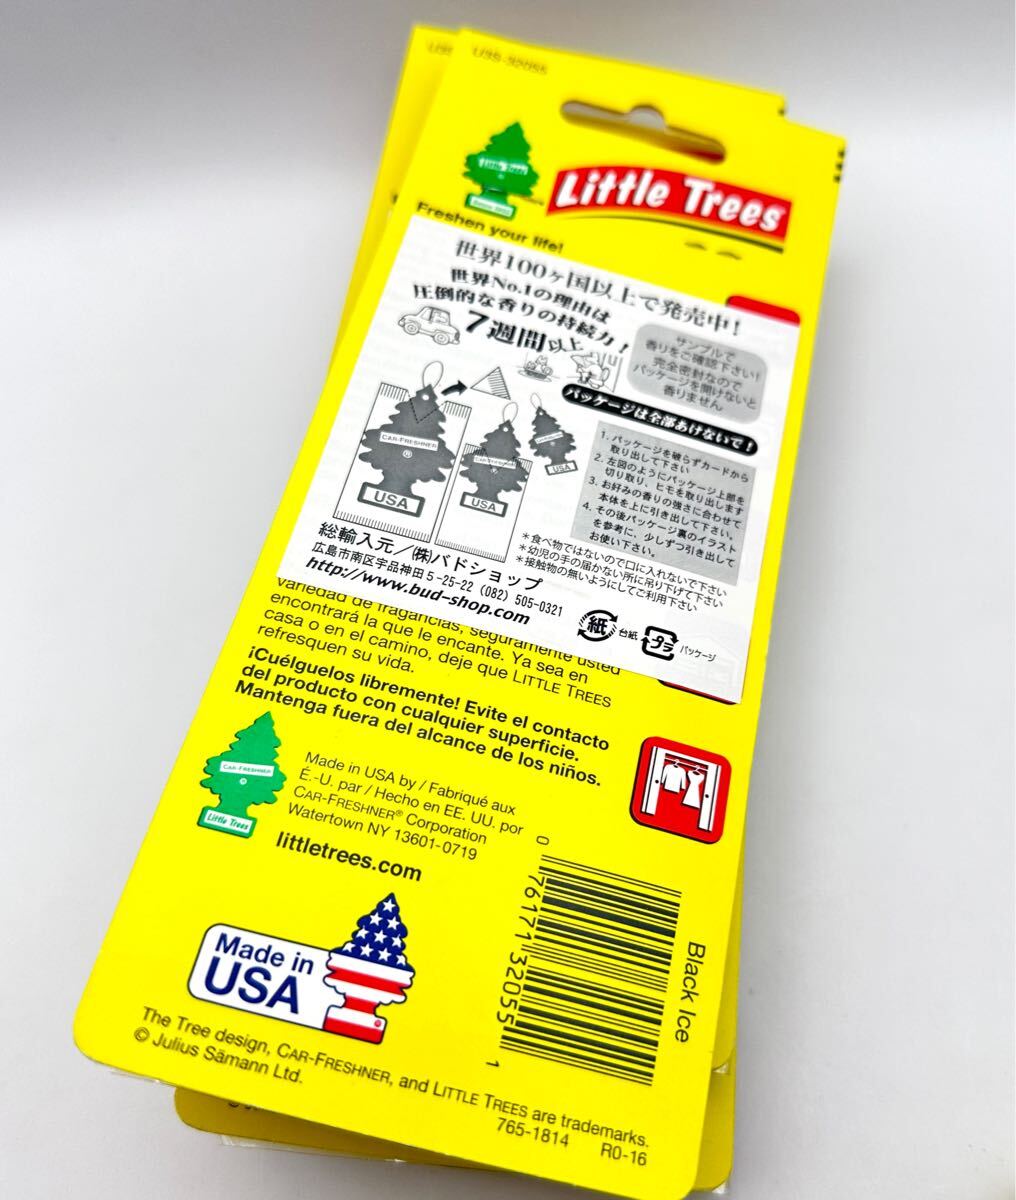 U3S-32055
Little Trees
Little Trees
Freshen your life!
世界100ヶ国以上で発売中!
世界No.1の理由は
圧倒的な香りの持続力!
7週間以上
サンプルで
香りをご確認下さい!
完全密封なので
パッケージを開けないと
香りません
パッケージは全部あけないで!
CAR-FRESHNER
®
USA
CAR-FRESHNER
®
USA
USA
1. パッケージを破らずカードから
取り出して下さい
2. 左図のようにパッケージ上部を
切り取り、ヒモを取り出します
3. お好みの香りの強さに合わせて
本体を上に引き出して下さい。
4. その後パッケージ裏のイラスト
を参考に、少しずつ引き出して
お使い下さい。
*食べ物ではないので口に入れないで下さい
*幼児の手の届かない所に吊り下げて下さい
*接触物の無いようにしてご利用下さい
総輸入元/㈱バドショップ
広島市南区宇品神田5-25-22 (082) 505-0321
http://www.bud-shop.com
紙 台紙 プラ パッケージ
variedad de fragancias, seguramente usted
encontrará la que le encante. Ya sea en
casa o en el camino, deje que LITTLE TREES
refresquen su vida.
¡Cuélguelos libremente! Evite el contacto
del producto con cualquier superficie.
Mantenga fuera del alcance de los niños.
CAR-FRESHNER
®
Little Trees
Made in USA by / Fabriqué aux
É.-U. par / Hecho en EE. UU. por
CAR-FRESHNER® Corporation
Watertown NY 13601-0719
littletrees.com
Made in
USA
0 76171 32055 1
Black Ice
The Tree design, CAR-FRESHNER, and LITTLE TREES are trademarks.
© Julius Sämann Ltd.
765-1814 R0-16